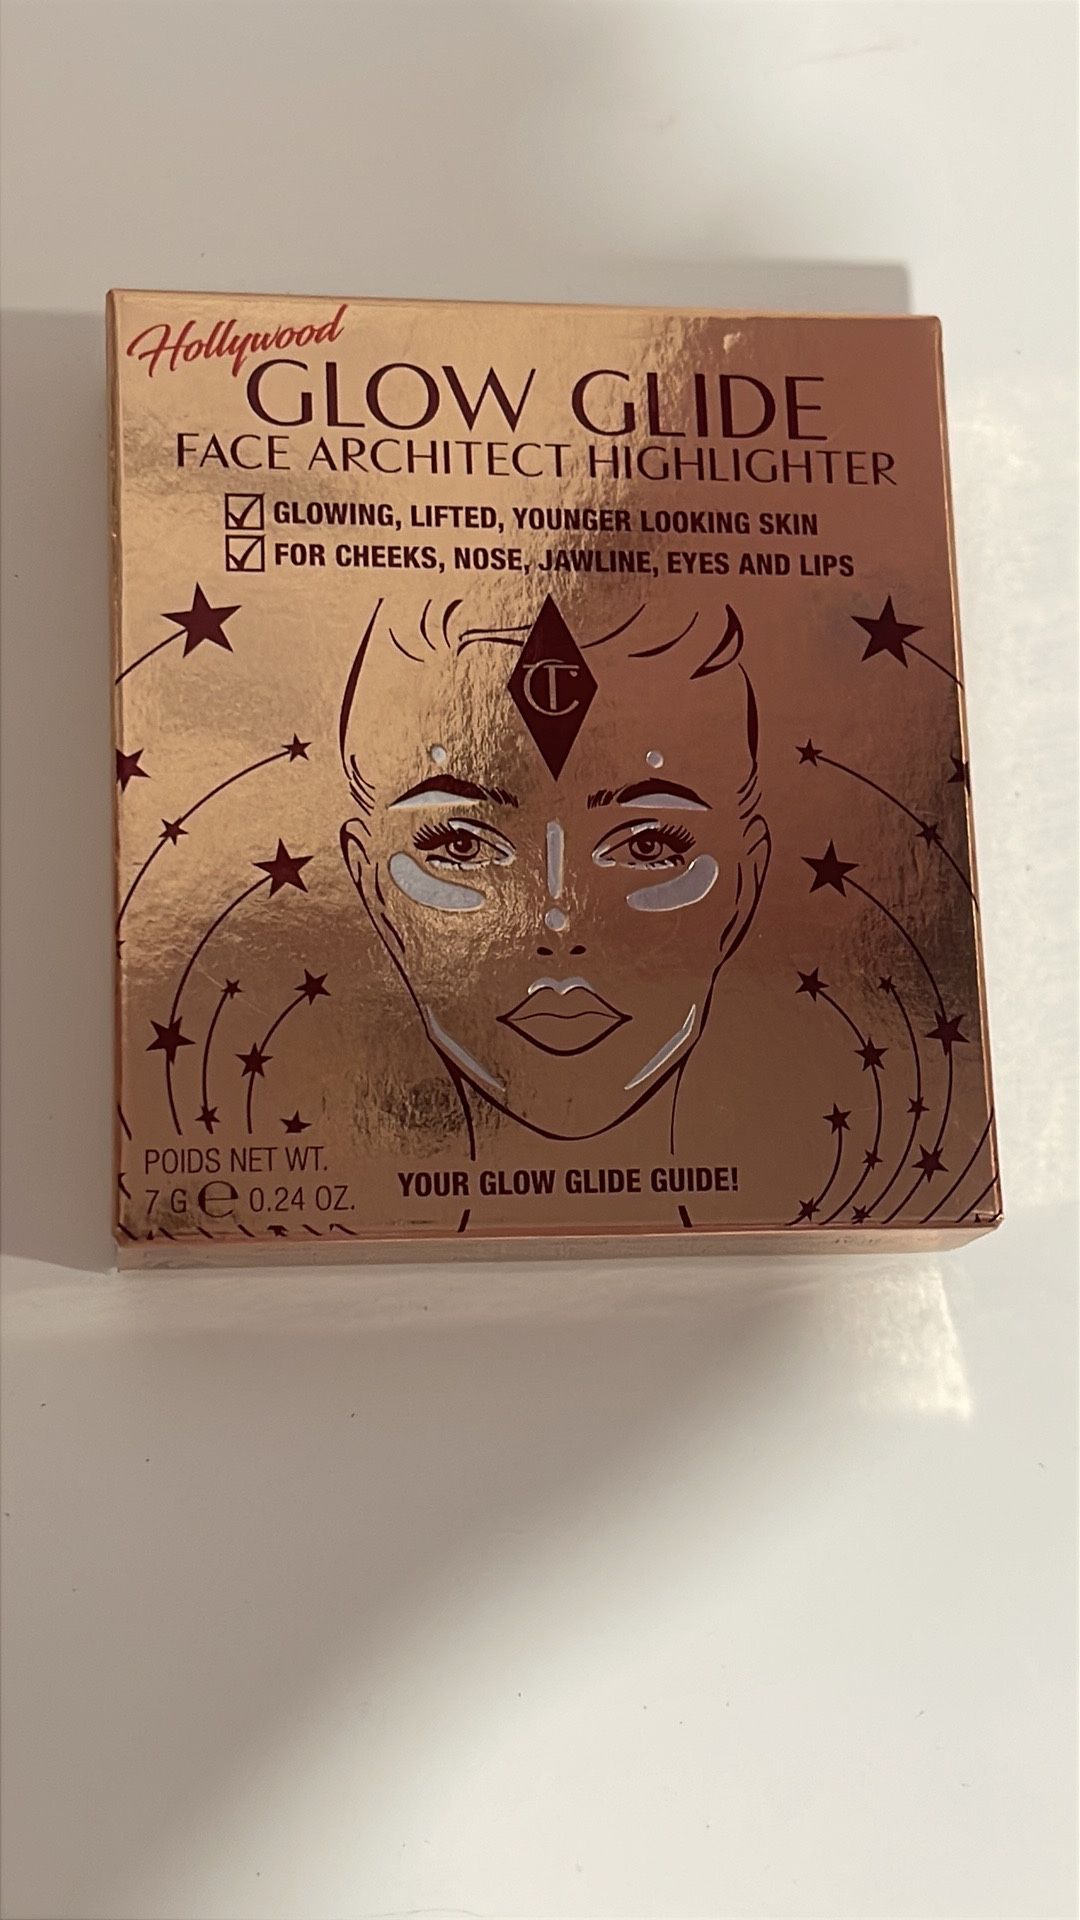 Hollywood
GLOW GLIDE
FACE ARCHITECT HIGHLIGHTER
☑ GLOWING, LIFTED, YOUNGER LOOKING SKIN
☑ FOR CHEEKS, NOSE, JAWLINE, EYES AND LIPS
CT
POIDS NET WT.
7 G ℮ 0.24 OZ.
YOUR GLOW GLIDE GUIDE!